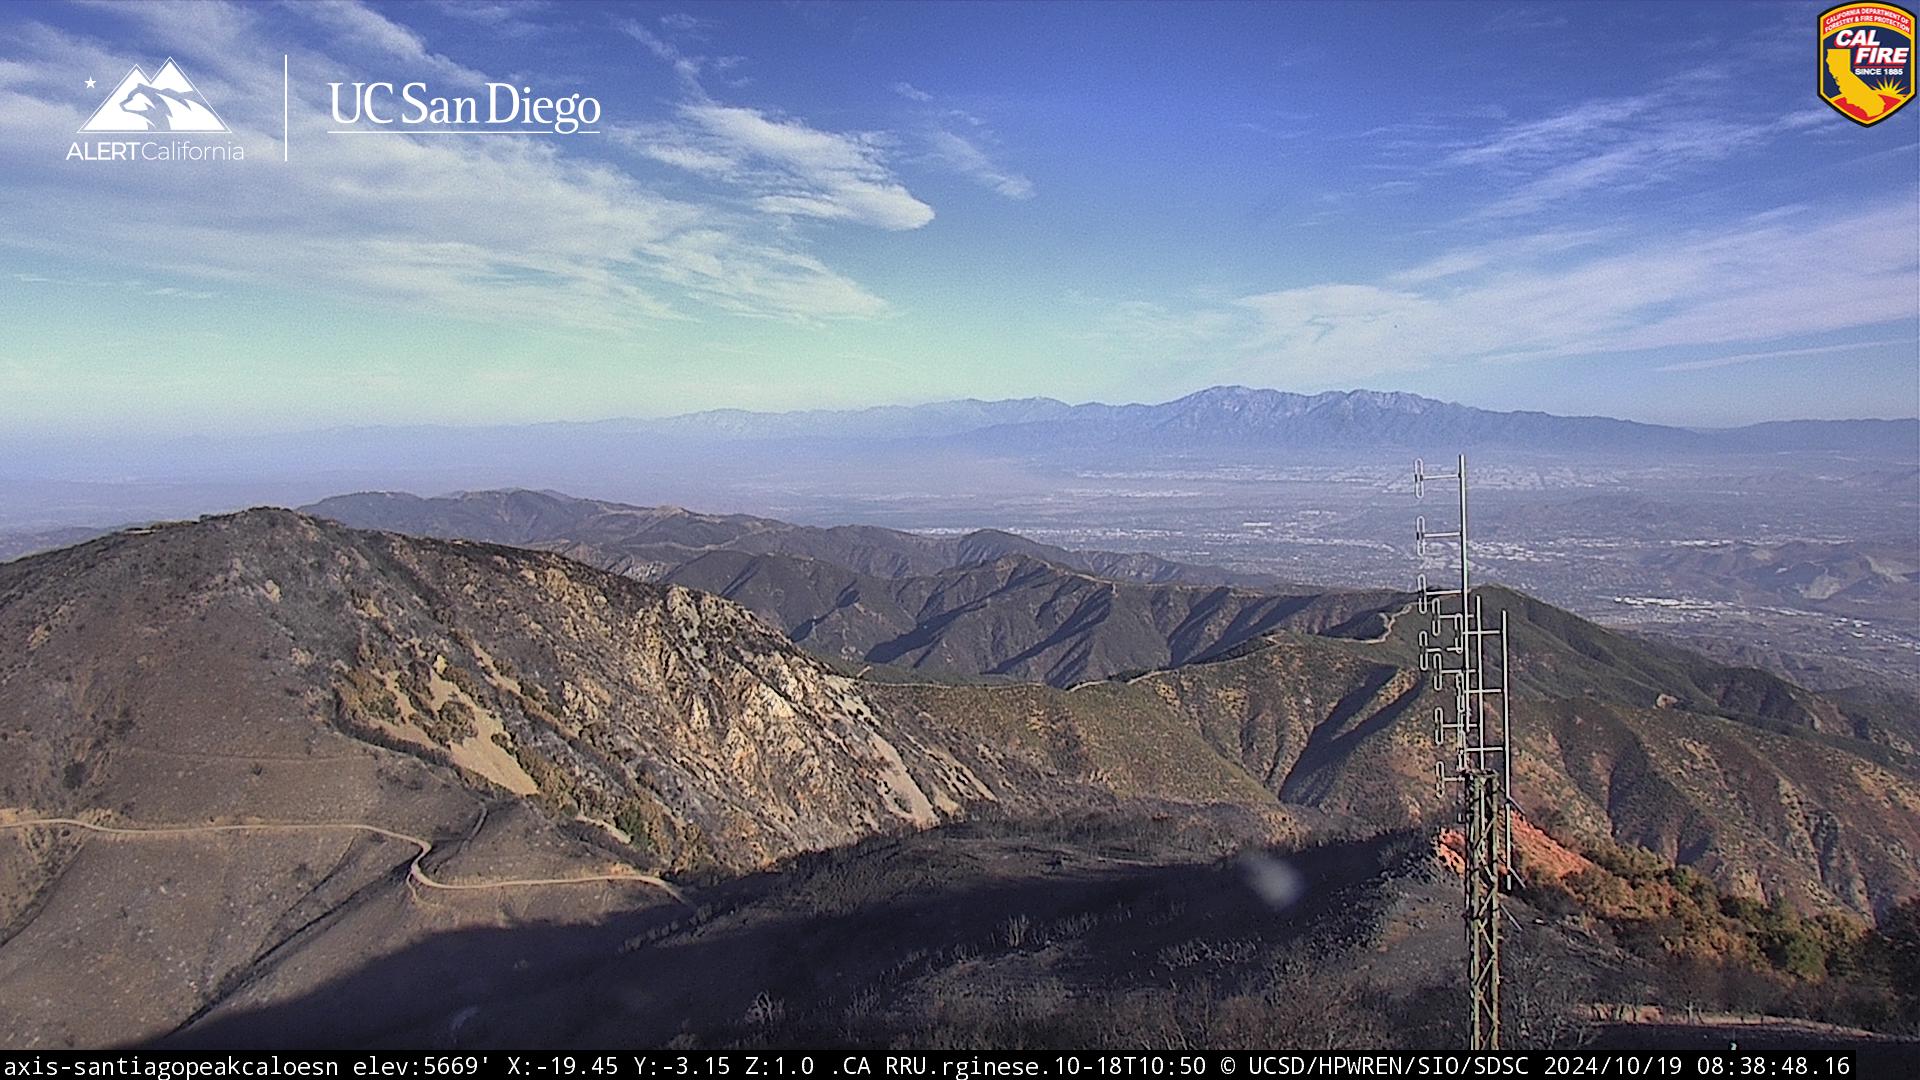 ALERTCalifornia
UC San Diego
CALIFORNIA DEPARTMENT OF
FORESTRY & FIRE PROTECTION
CAL
FIRE
SINCE 1885
axis-santiagopeakcaloesn elev:5669' X:-19.45 Y:-3.15 Z:1.0 .CA RRU.rginese.10-18T10:50 © UCSD/HPWREN/SIO/SDSC 2024/10/19 08:38:48.16